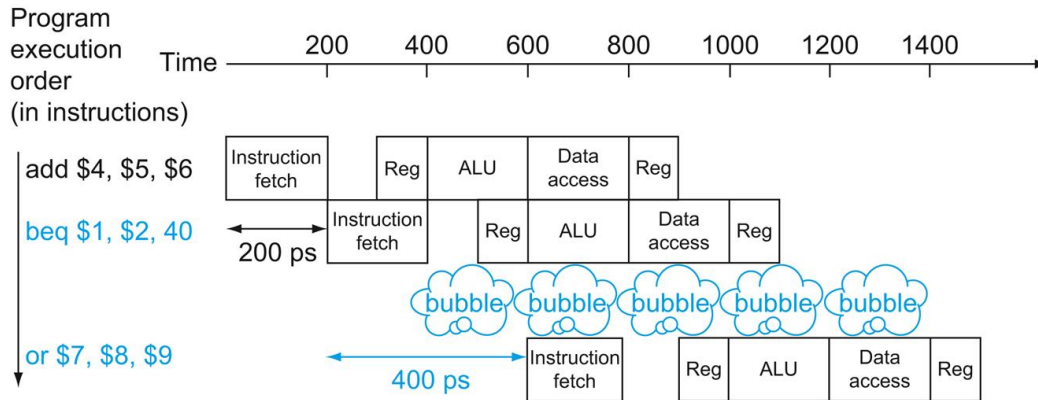 Program
execution
order
(in instructions)
Time
200 400 600 800 1000 1200 1400
add $4, $5, $6
Instruction
fetch
Reg
ALU
Data
access
Reg
beq $1, $2, 40
200 ps
Instruction
fetch
Reg
ALU
Data
access
Reg
bubble bubble bubble bubble bubble
or $7, $8, $9
400 ps
Instruction
fetch
Reg
ALU
Data
access
Reg